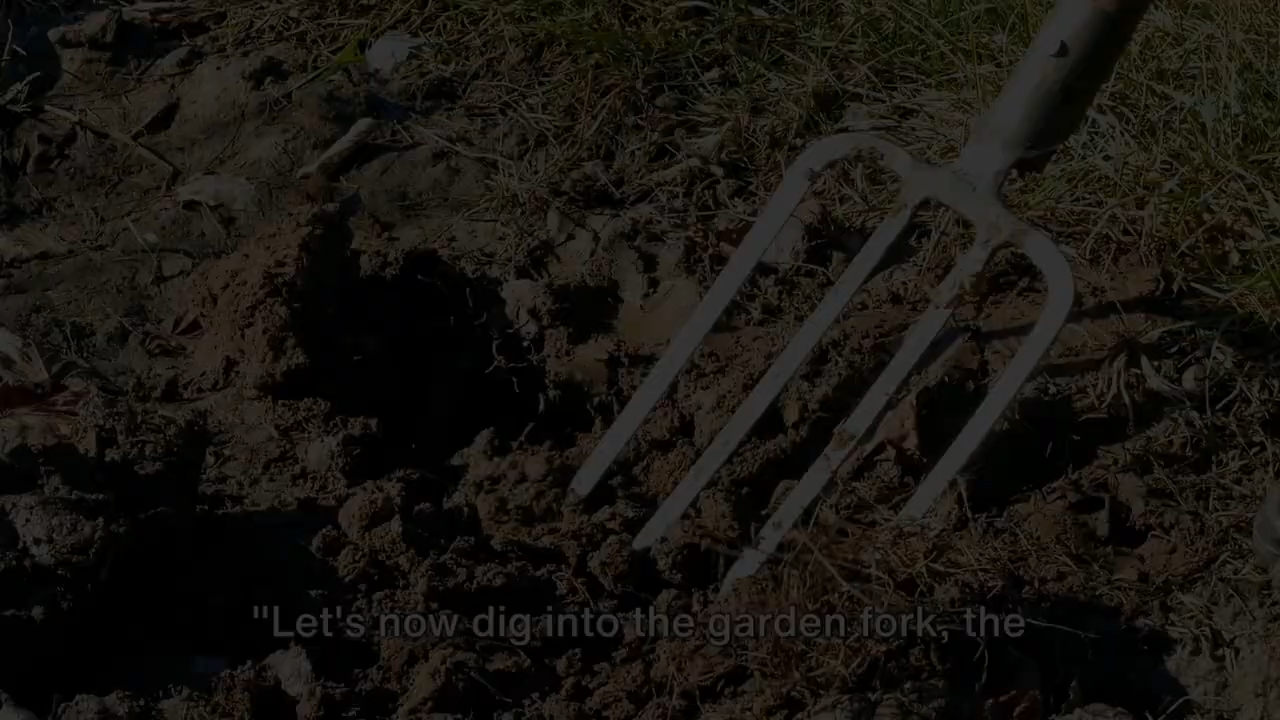 "Let's now dig into the garden fork, the